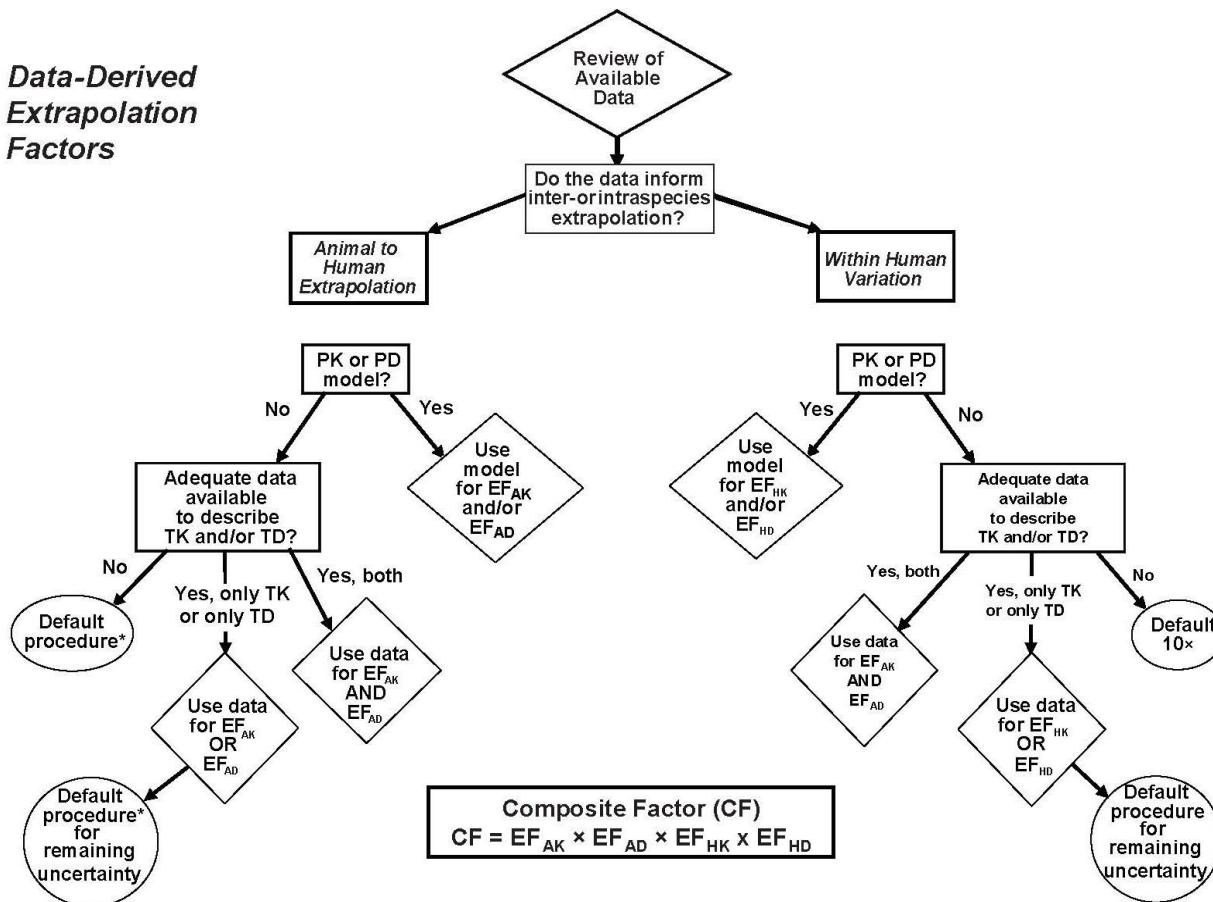 Data-Derived
Extrapolation
Factors
Review of
Available
Data
Do the data inform
inter-or intraspecies
extrapolation?
Animal to
Human
Extrapolation
Within Human
Variation
PK or PD
model?
No
Yes
Use
model
for EF_AK
and/or
EF_AD
Adequate data
available
to describe
TK and/or TD?
No
Yes, only TK
or only TD
Yes, both
Default
procedure*
Use data
for EF_AK
AND
EF_AD
Use data
for EF_AK
OR
EF_AD
Default
procedure*
for
remaining
uncertainty
PK or PD
model?
Yes
No
Use
model
for EF_HK
and/or
EF_HD
Adequate data
available
to describe
TK and/or TD?
Yes, both
Yes, only TK
or only TD
No
Use data
for EF_AK
AND
EF_AD
Default
10×
Use data
for EF_HK
OR
EF_HD
Default
procedure
for
remaining
uncertainty
Composite Factor (CF)
CF = EF_AK × EF_AD × EF_HK x EF_HD